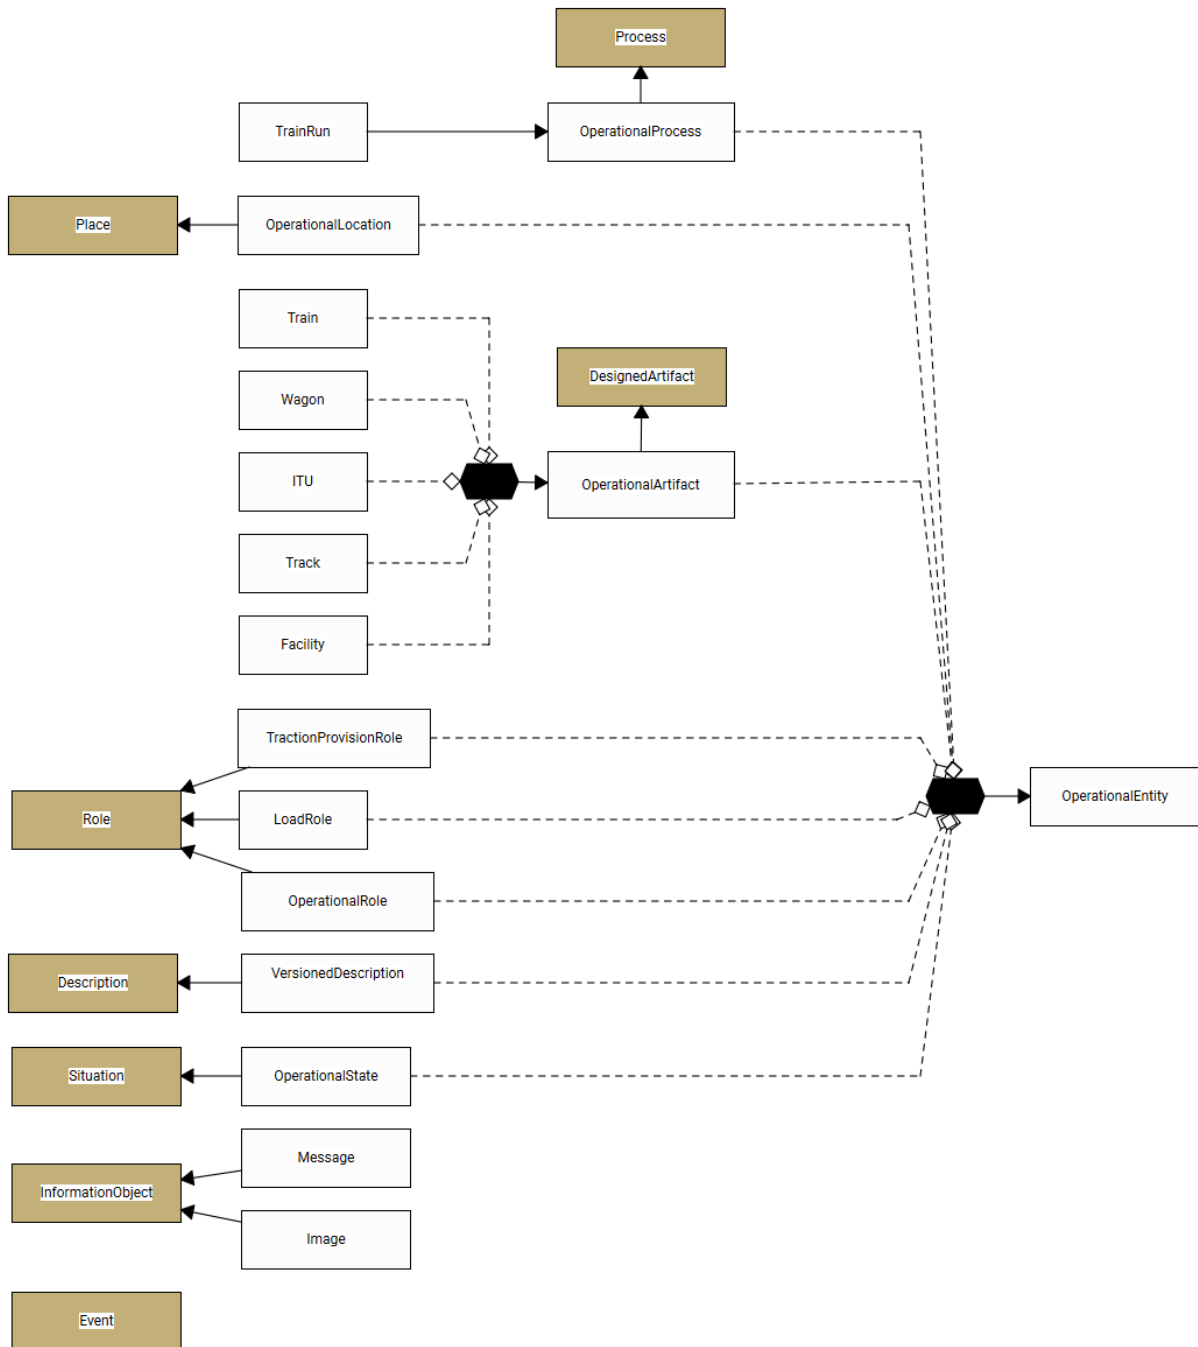 Process
TrainRun
OperationalProcess
Place
OperationalLocation
Train
DesignedArtifact
Wagon
ITU
OperationalArtifact
Track
Facility
TractionProvisionRole
OperationalEntity
Role
LoadRole
OperationalRole
Description
VersionedDescription
Situation
OperationalState
Message
InformationObject
Image
Event